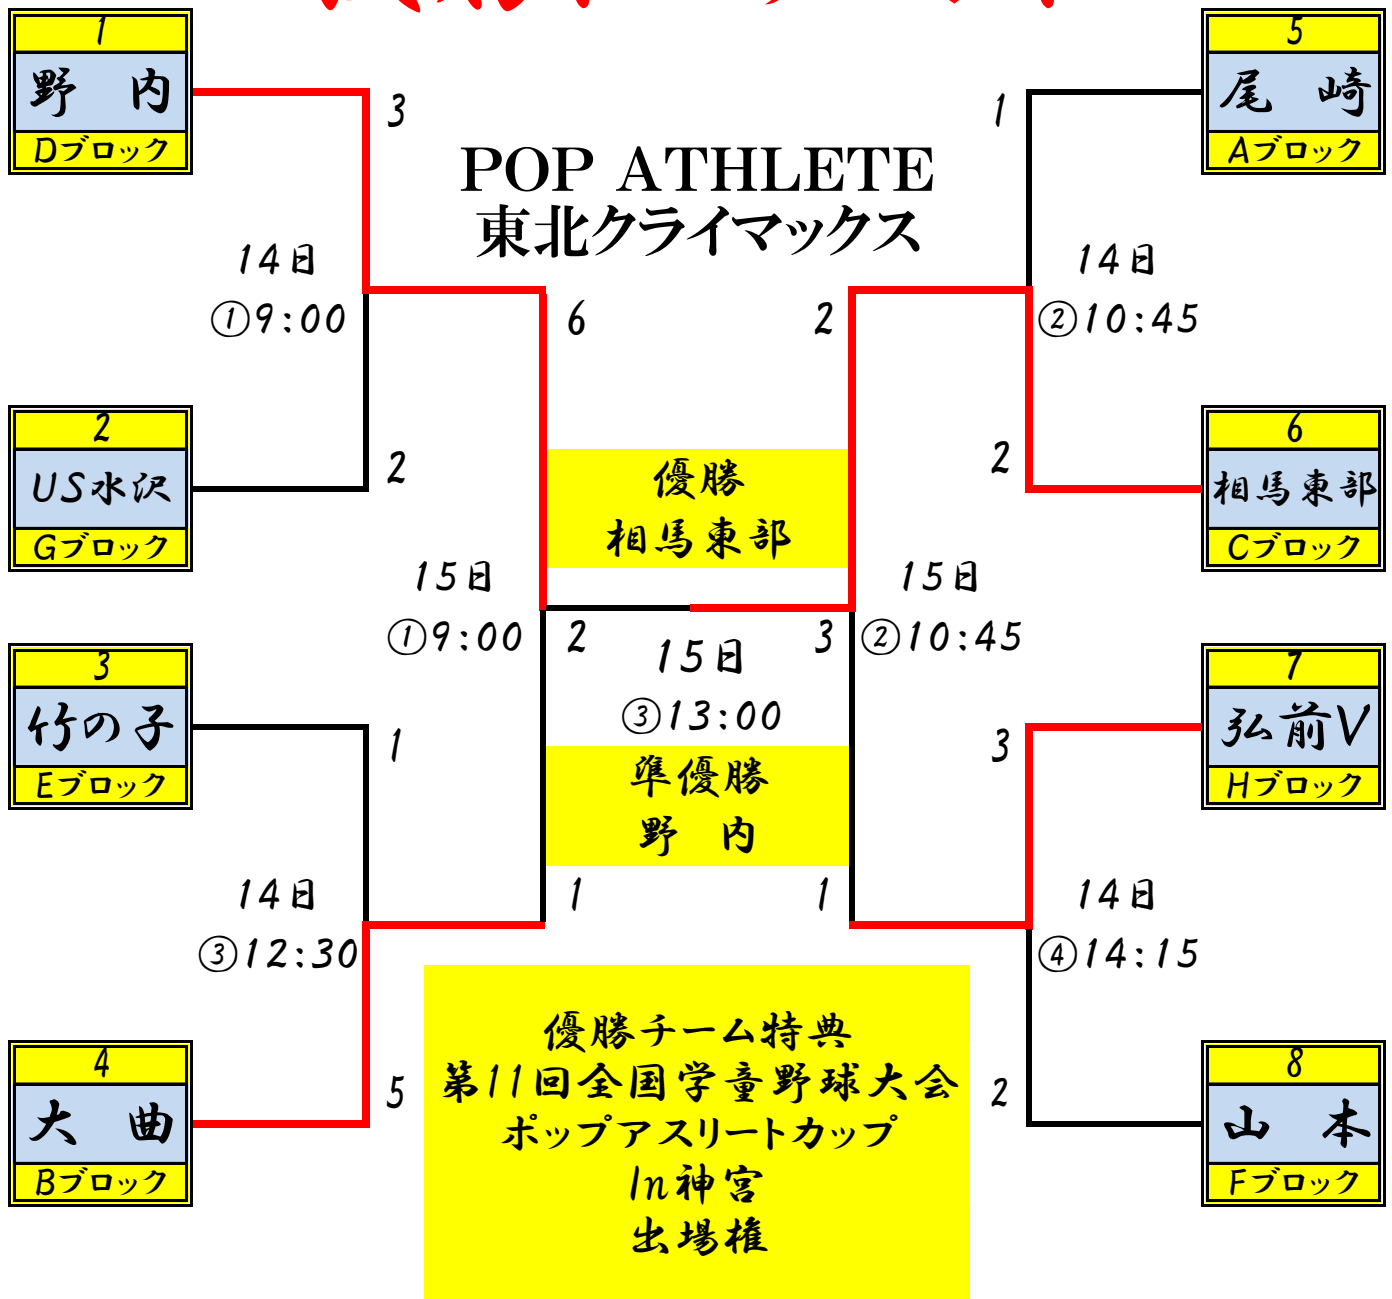 1
野 内
Dブロック
3
14日
①9:00
2
US水沢
Gブロック
2
3
竹の子
Eブロック
1
14日
③12:30
4
大 曲
Bブロック
5
POP ATHLETE
東北クライマックス
6
2
15日
①9:00
優勝
相馬東部
2
3
15日
③13:00
準優勝
野 内
1
1
15日
②10:45
優勝チーム特典
第11回全国学童野球大会
ポップアスリートカップ
In神宮
出場権
5
尾 崎
Aブロック
1
14日
②10:45
6
相馬東部
Cブロック
2
7
弘前V
Hブロック
3
14日
④14:15
8
山 本
Fブロック
2